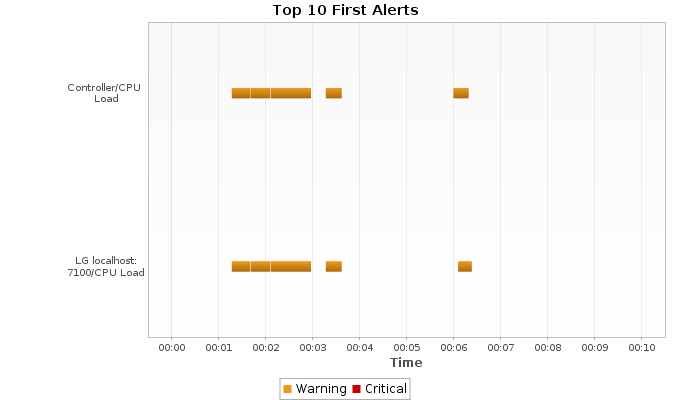 Top 10 First Alerts
Controller/CPU
Load
LG localhost:
7100/CPU Load
00:00 00:01 00:02 00:03 00:04 00:05 00:06 00:07 00:08 00:09 00:10
Time
Warning Critical